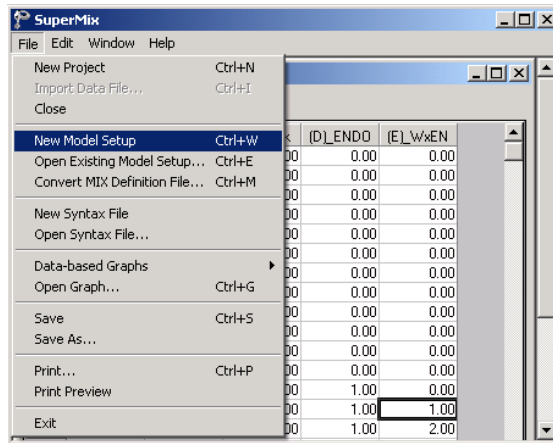 SuperMix
File Edit Window Help
New Project Ctrl+N
Import Data File... Ctrl+I
Close
New Model Setup Ctrl+W
Open Existing Model Setup... Ctrl+E
Convert MIX Definition File... Ctrl+M
New Syntax File
Open Syntax File...
Data-based Graphs
Open Graph... Ctrl+G
Save Ctrl+S
Save As...
Print... Ctrl+P
Print Preview
Exit
(D)_ENDO (E)_WxEN
0.00 0.00
0.00 0.00
0.00 0.00
0.00 0.00
0.00 0.00
0.00 0.00
0.00 0.00
0.00 0.00
0.00 0.00
0.00 0.00
0.00 0.00
0.00 0.00
1.00 0.00
1.00 1.00
1.00 2.00